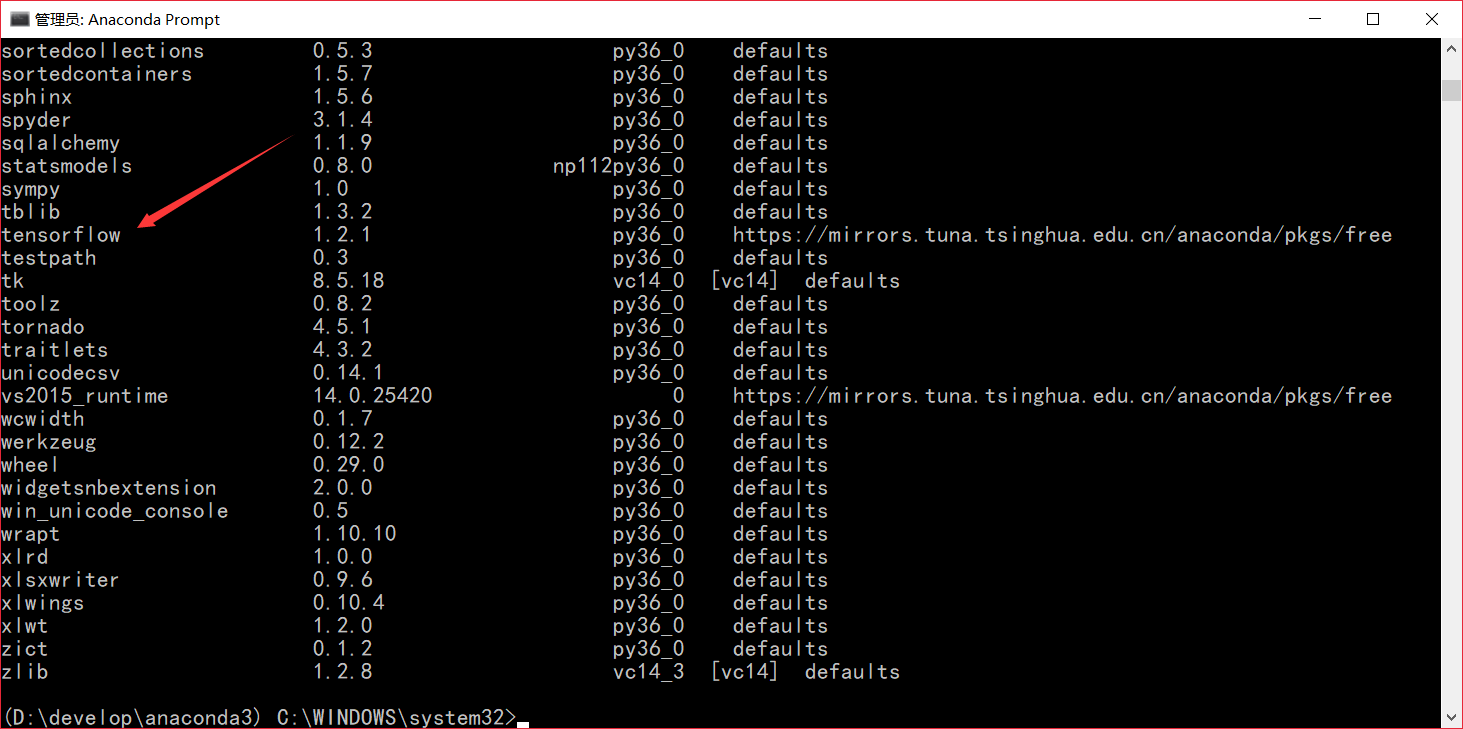 管理员: Anaconda Prompt
sortedcollections 0.5.3 py36_0 defaults
sortedcontainers 1.5.7 py36_0 defaults
sphinx 1.5.6 py36_0 defaults
spyder 3.1.4 py36_0 defaults
sqlalchemy 1.1.9 py36_0 defaults
statsmodels 0.8.0 np112py36_0 defaults
sympy 1.0 py36_0 defaults
tblib 1.3.2 py36_0 defaults
tensorflow 1.2.1 py36_0 https://mirrors.tuna.tsinghua.edu.cn/anaconda/pkgs/free
testpath 0.3 py36_0 defaults
tk 8.5.18 vc14_0 [vc14] defaults
toolz 0.8.2 py36_0 defaults
tornado 4.5.1 py36_0 defaults
traitlets 4.3.2 py36_0 defaults
unicodecsv 0.14.1 py36_0 defaults
vs2015_runtime 14.0.25420 0 https://mirrors.tuna.tsinghua.edu.cn/anaconda/pkgs/free
wcwidth 0.1.7 py36_0 defaults
werkzeug 0.12.2 py36_0 defaults
wheel 0.29.0 py36_0 defaults
widgetsnbextension 2.0.0 py36_0 defaults
win_unicode_console 0.5 py36_0 defaults
wrapt 1.10.10 py36_0 defaults
xlrd 1.0.0 py36_0 defaults
xlsxwriter 0.9.6 py36_0 defaults
xlwings 0.10.4 py36_0 defaults
xlwt 1.2.0 py36_0 defaults
zict 0.1.2 py36_0 defaults
zlib 1.2.8 vc14_3 [vc14] defaults
(D:\develop\anaconda3) C:\WINDOWS\system32>